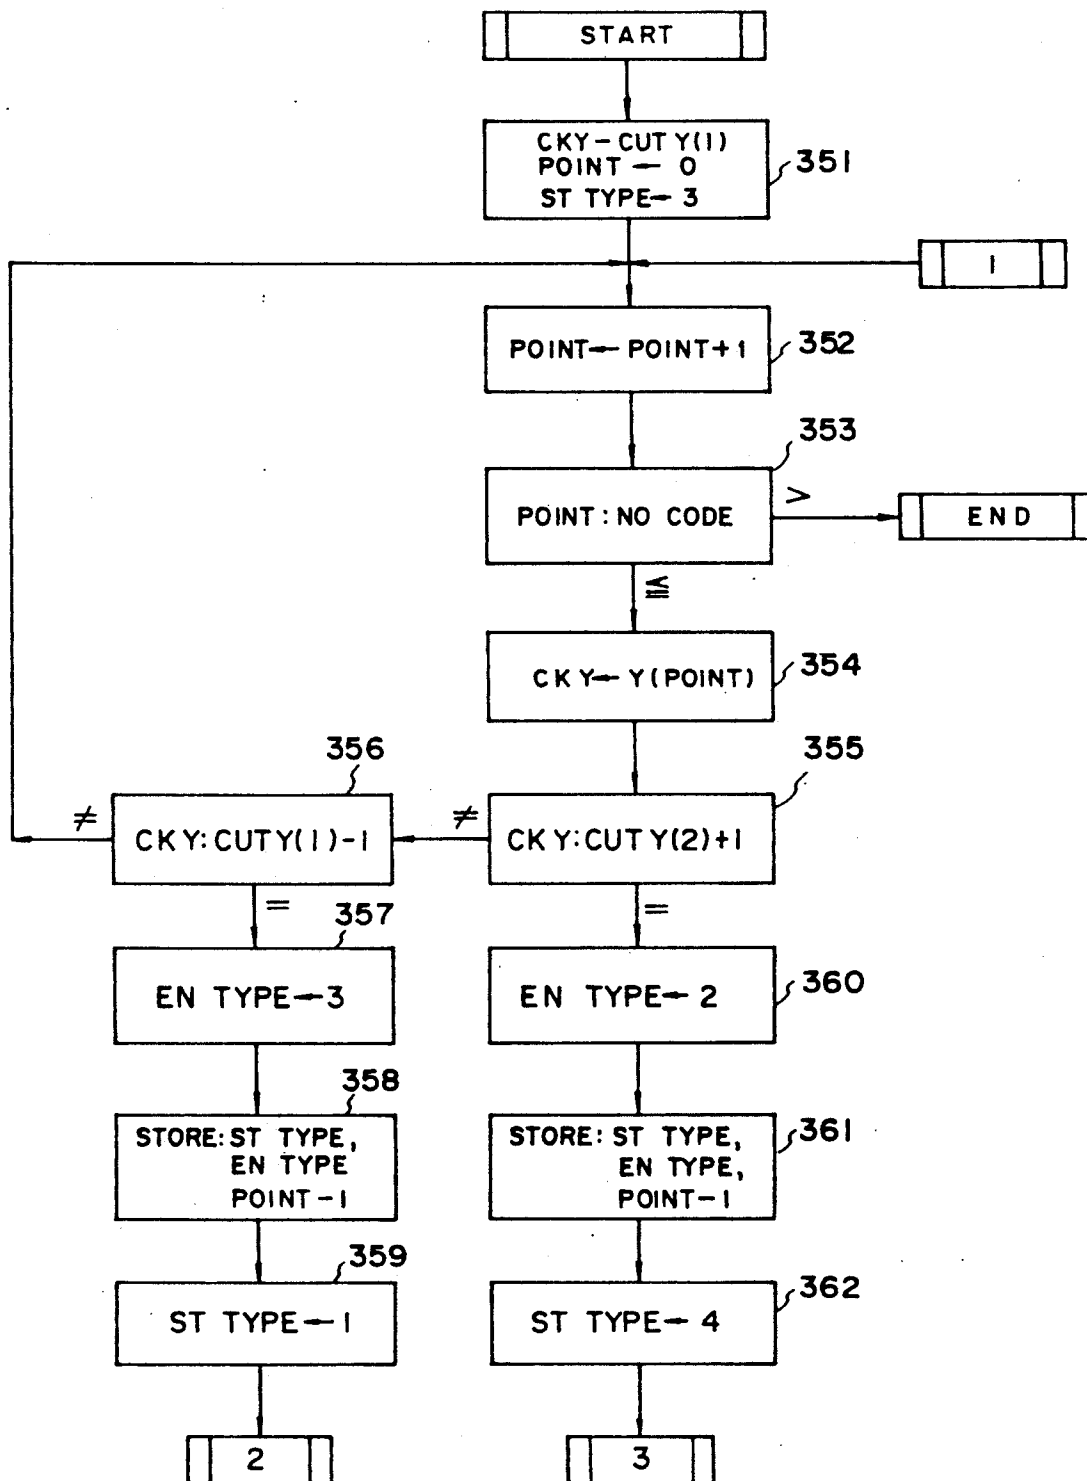 START
CKY-CUTY(1)
POINT ← 0
ST TYPE ← 3
351
1
POINT ← POINT+1
352
353
POINT : NO CODE
>
END
≦
CKY ← Y(POINT)
354
356
355
≠
CKY:CUTY(1)-1
≠
CKY:CUTY(2)+1
=
=
357
EN TYPE ← 3
EN TYPE ← 2
360
358
STORE: ST TYPE,
EN TYPE
POINT-1
STORE: ST TYPE,
EN TYPE,
POINT-1
361
359
ST TYPE ← 1
ST TYPE ← 4
362
2
3